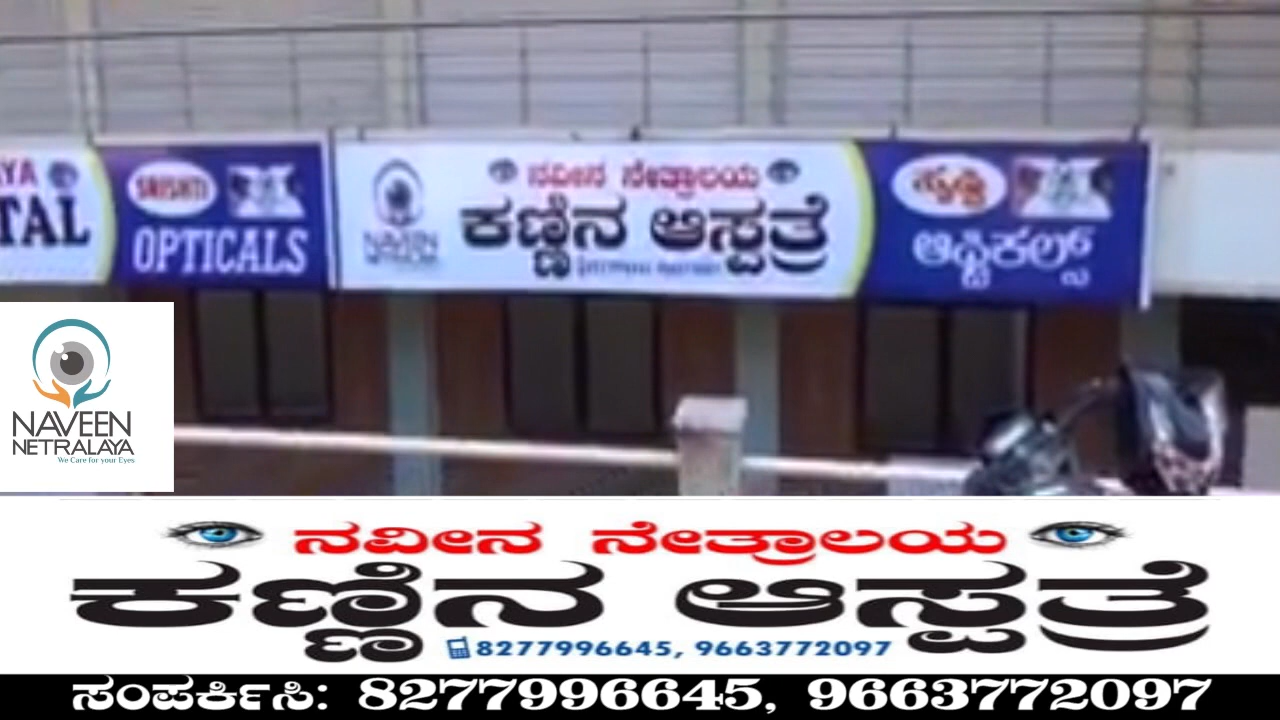 AYA
TAL
SRISHTI
OPTICALS
NAVEEN
ನವೀನ ನೇತ್ರಾಲಯ
ಕಣ್ಣಿನ ಆಸ್ಪತ್ರೆ
ಸೃಷ್ಟಿ
ಆಪ್ಟಿಕಲ್ಸ್
NAVEEN
NETRALAYA
We Care for your Eyes
ನವೀನ ನೇತ್ರಾಲಯ
ಕಣ್ಣಿನ ಆಸ್ಪತ್ರೆ
8277996645, 9663772097
ಸಂಪರ್ಕಿಸಿ: 8277996645, 9663772097